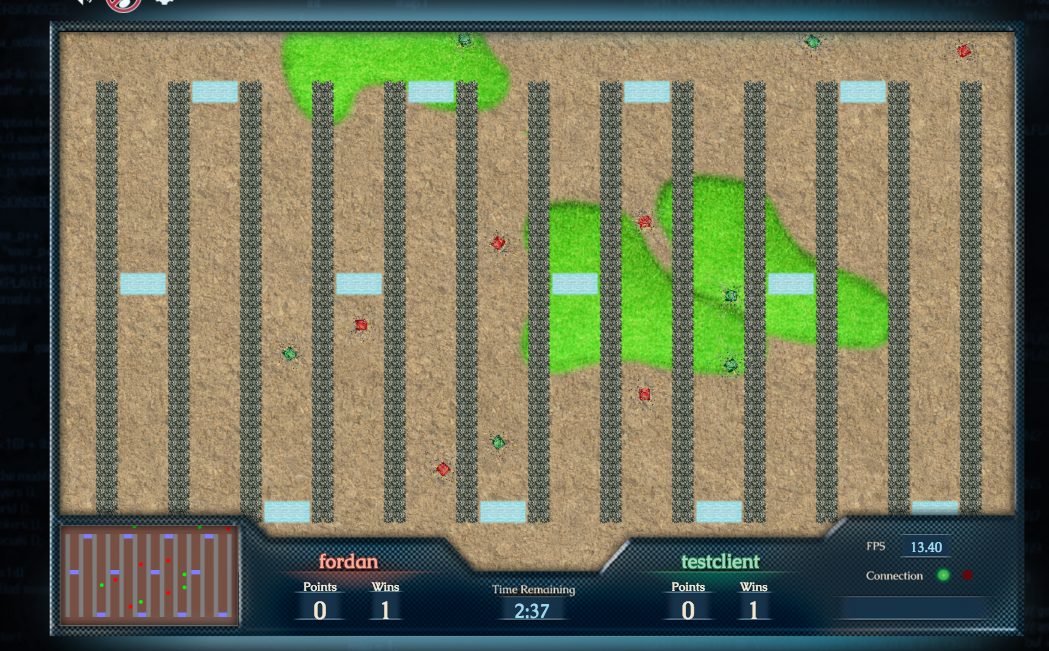 fordan
Points
Wins
0
1
Time Remaining
2:37
testclient
Points
Wins
0
1
FPS
13.40
Connection